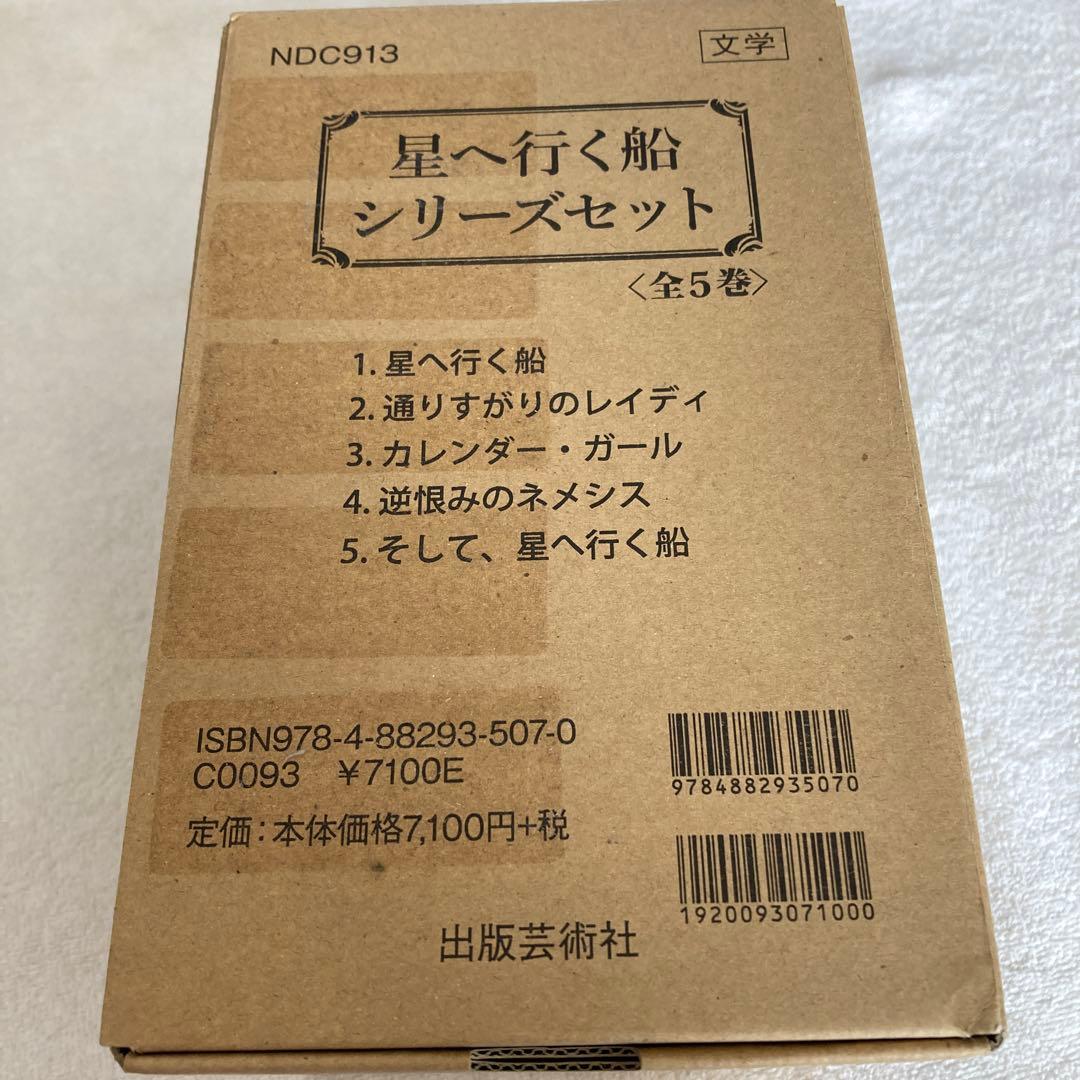 NDC913
文学
星へ行く船
シリーズセット
〈全5巻〉
1. 星へ行く船
2. 通りすがりのレイディ
3. カレンダー・ガール
4. 逆恨みのネメシス
5. そして、星へ行く船
ISBN978-4-88293-507-0
C0093 ¥7100E
定価：本体価格7,100円+税
9784882935070
1920093071000
出版芸術社